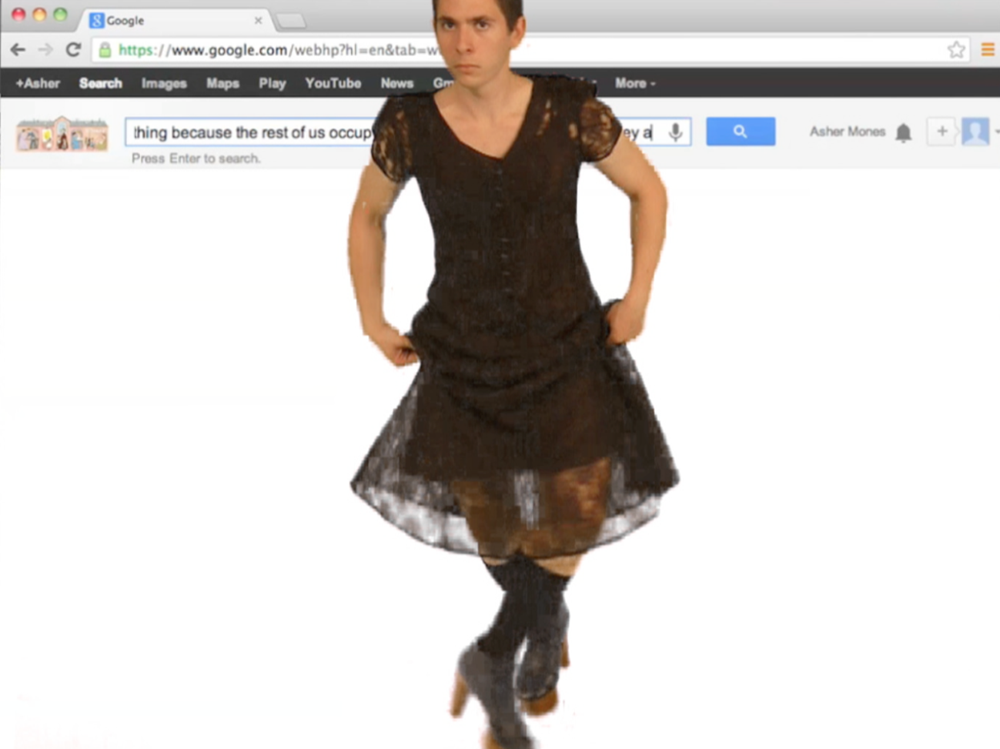 Google
https://www.google.com/webhp?hl=en&tab=w
+Asher Search Images Maps Play YouTube News More
thing because the rest of us occup
a
Asher Mones
Press Enter to search.